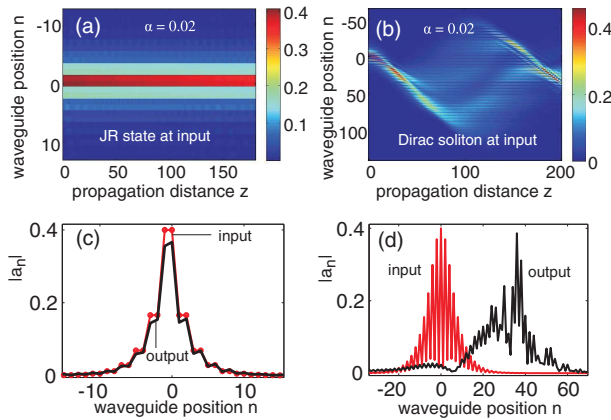 (a)
α = 0.02
JR state at input
waveguide position n
-10
0
10
0
50
100
150
propagation distance z
0.4
0.3
0.2
0.1
(b)
α = 0.02
Dirac soliton at input
waveguide position n
-50
0
50
100
0
100
200
propagation distance z
0.4
0.2
0
(c)
input
output
|aₙ|
0.4
0.2
0
-10
0
10
waveguide position n
(d)
input
output
|aₙ|
0.4
0.2
0
-20
0
20
40
60
waveguide position n